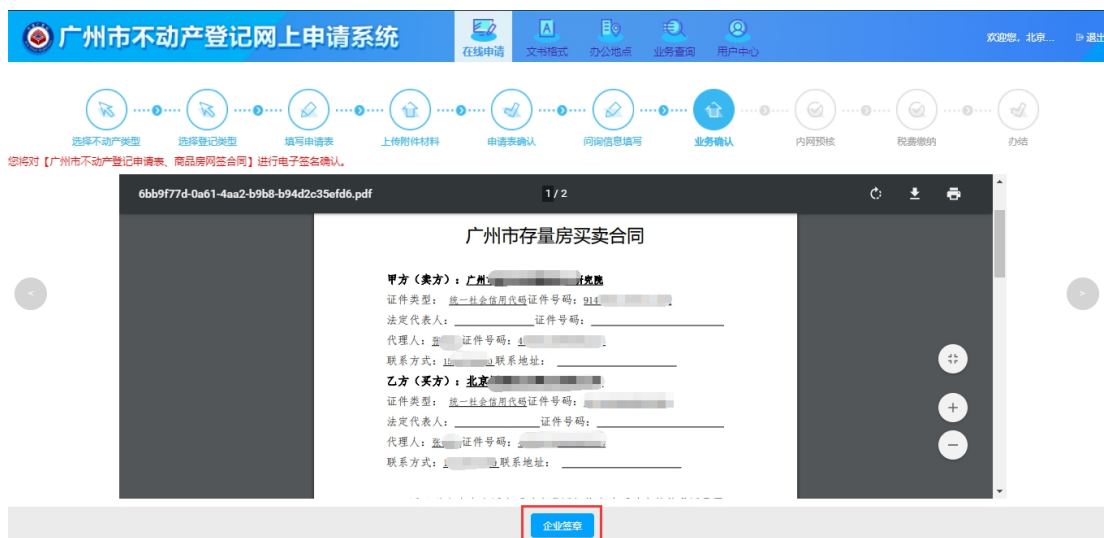 广州市不动产登记网上申请系统
在线申请 文书格式 办公地点 业务查询 用户中心
欢迎您，北京... 退出
选择不动产类型 选择登记类型 填写申请表 上传附件材料 申请表确认 问询信息填写 业务确认 内网预核 税费缴纳 办结
您将对【广州市不动产登记申请表、商品房网签合同】进行电子签名确认。
6bb9f77d-0a61-4aa2-b9b8-b94d2c35efd6.pdf 1 / 2
广州市存量房买卖合同
甲方（卖方）：广州 研究院
证件类型：统一社会信用代码证件号码：914
法定代表人：证件号码：
代理人：张 证件号码：4
联系方式：15 0联系地址：
乙方（买方）：北京
证件类型：统一社会信用代码证件号码：
法定代表人：证件号码：
代理人：张 证件号码：
联系方式：1 联系地址：
企业签章